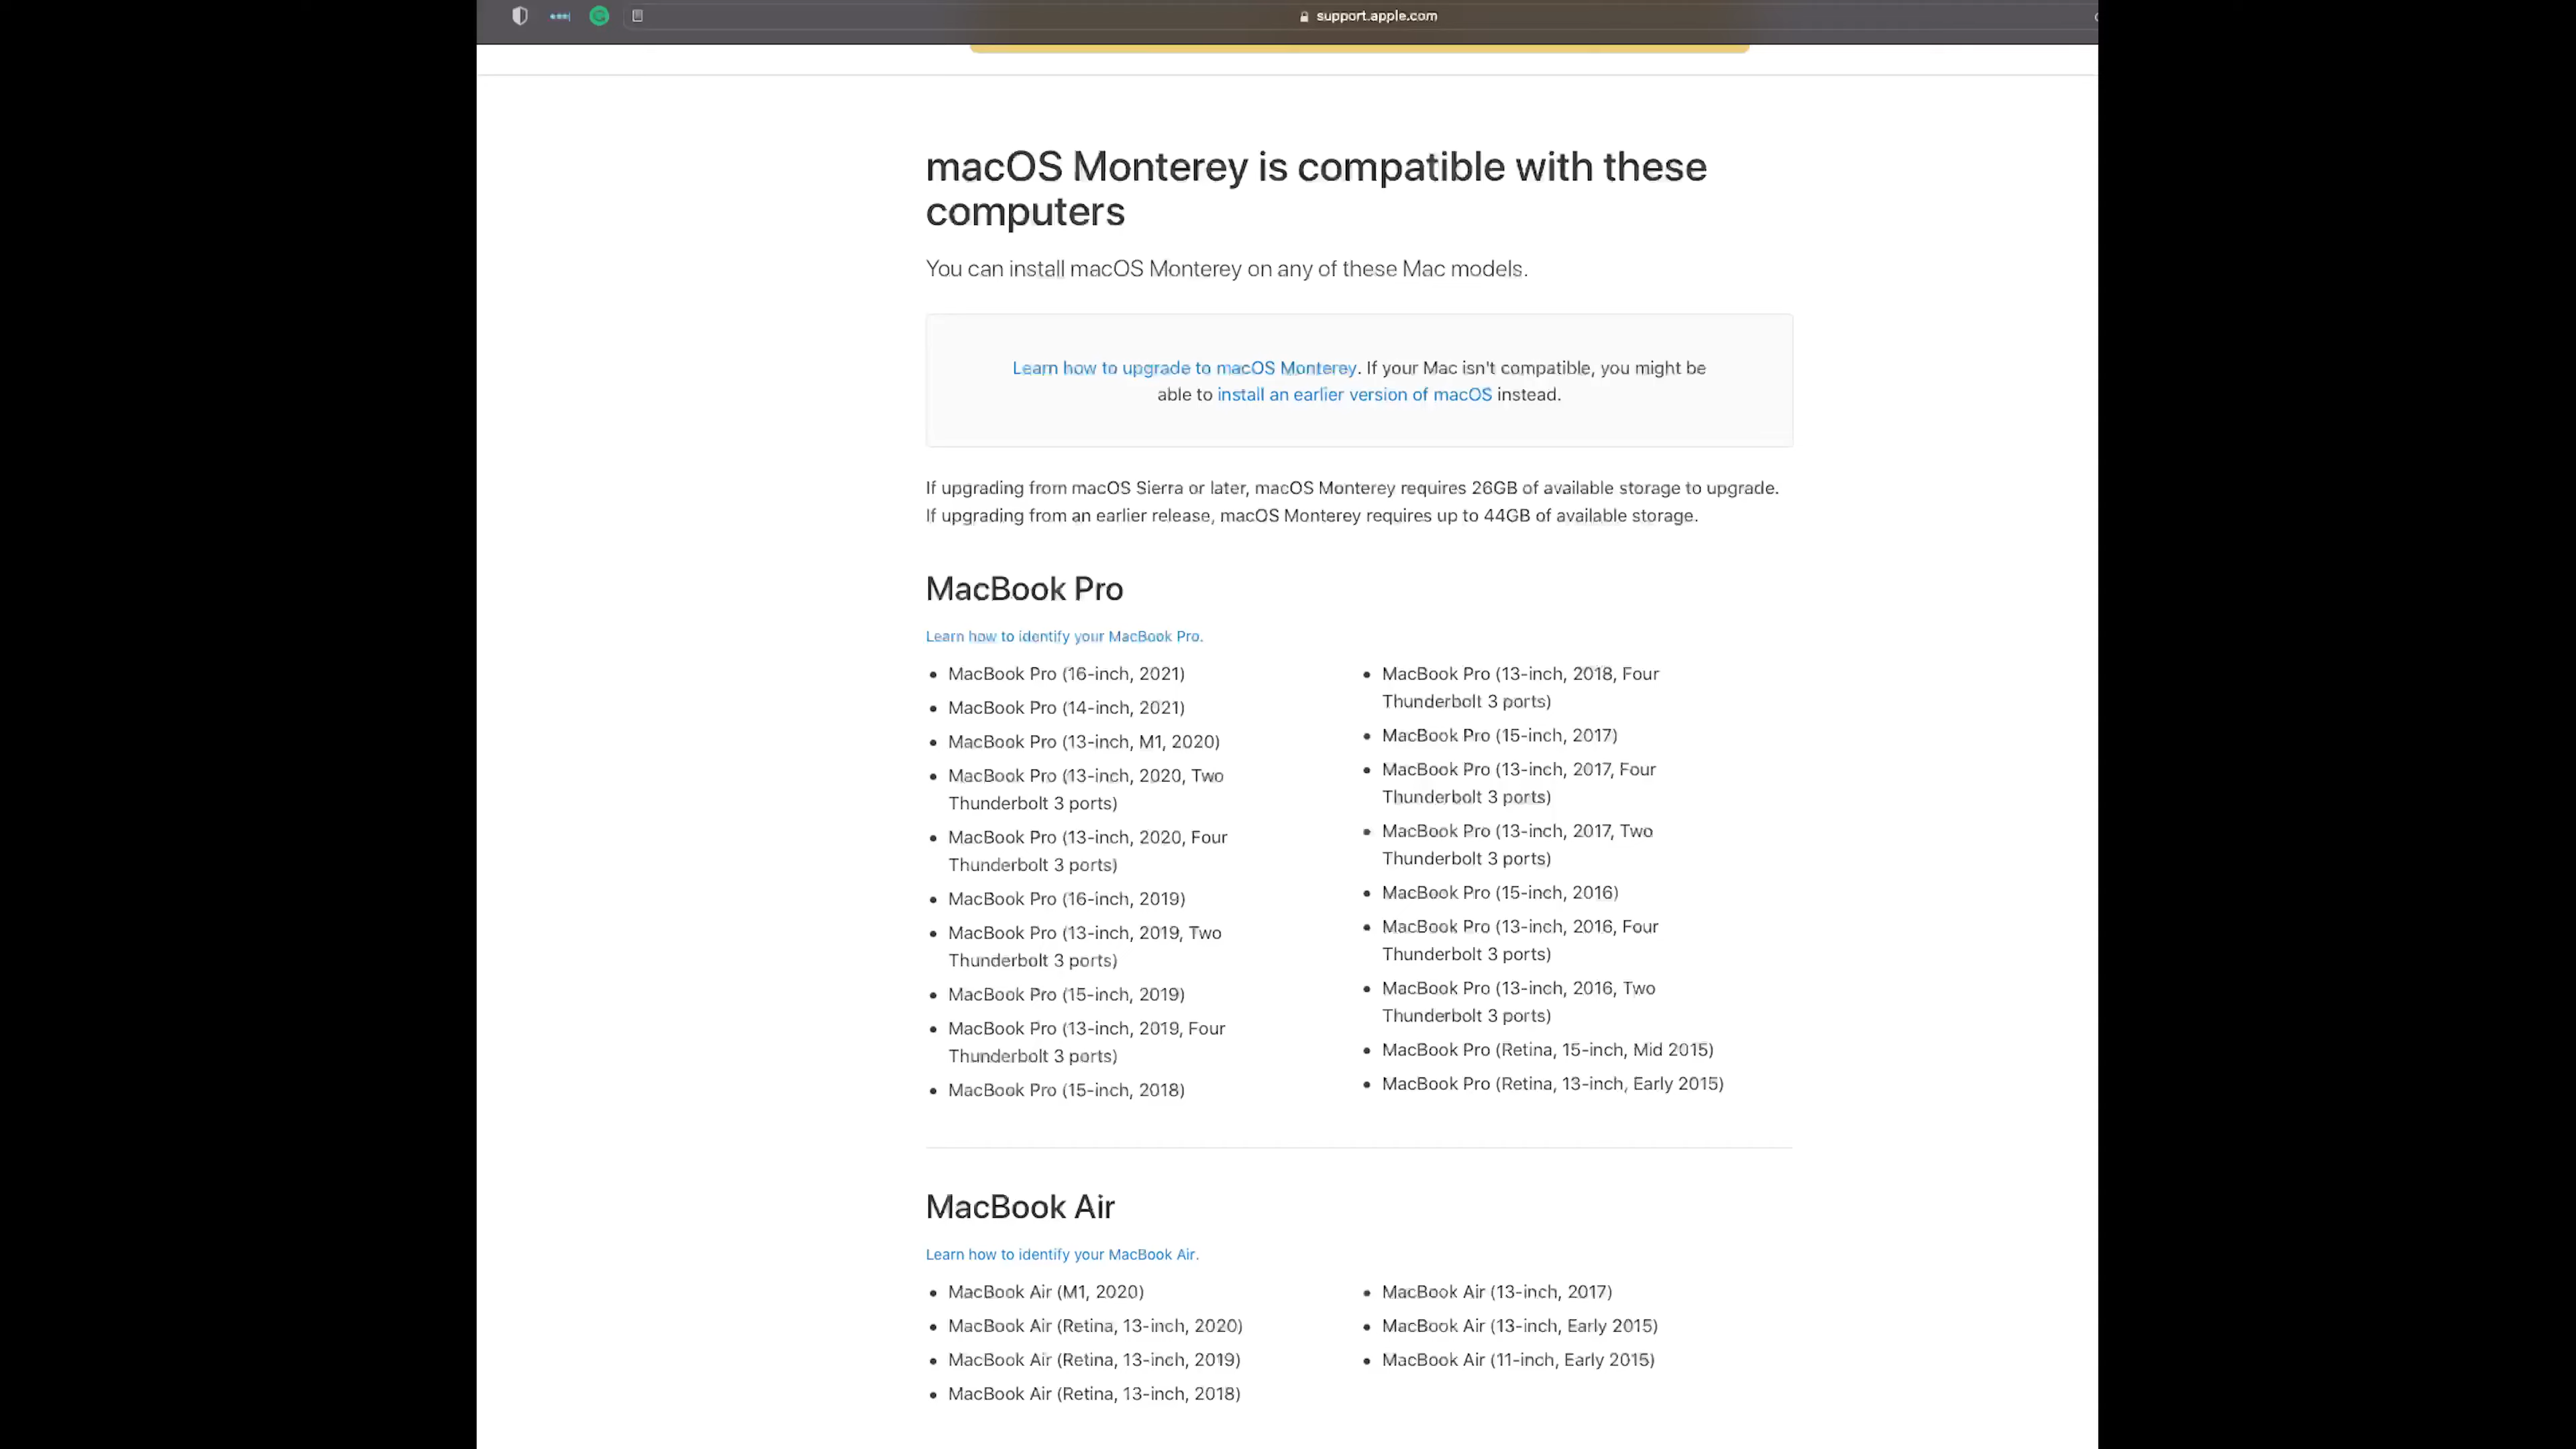 support.apple.com
macOS Monterey is compatible with these
computers
You can install macOS Monterey on any of these Mac models.
Learn how to upgrade to macOS Monterey. If your Mac isn't compatible, you might be
able to install an earlier version of macOS instead.
If upgrading from macOS Sierra or later, macOS Monterey requires 26GB of available storage to upgrade.
If upgrading from an earlier release, macOS Monterey requires up to 44GB of available storage.
MacBook Pro
Learn how to identify your MacBook Pro.
MacBook Pro (16-inch, 2021)
MacBook Pro (14-inch, 2021)
MacBook Pro (13-inch, M1, 2020)
MacBook Pro (13-inch, 2020, Two
Thunderbolt 3 ports)
MacBook Pro (13-inch, 2020, Four
Thunderbolt 3 ports)
MacBook Pro (16-inch, 2019)
MacBook Pro (13-inch, 2019, Two
Thunderbolt 3 ports)
MacBook Pro (15-inch, 2019)
MacBook Pro (13-inch, 2019, Four
Thunderbolt 3 ports)
MacBook Pro (15-inch, 2018)
MacBook Pro (13-inch, 2018, Four
Thunderbolt 3 ports)
MacBook Pro (15-inch, 2017)
MacBook Pro (13-inch, 2017, Four
Thunderbolt 3 ports)
MacBook Pro (13-inch, 2017, Two
Thunderbolt 3 ports)
MacBook Pro (15-inch, 2016)
MacBook Pro (13-inch, 2016, Four
Thunderbolt 3 ports)
MacBook Pro (13-inch, 2016, Two
Thunderbolt 3 ports)
MacBook Pro (Retina, 15-inch, Mid 2015)
MacBook Pro (Retina, 13-inch, Early 2015)
MacBook Air
Learn how to identify your MacBook Air.
MacBook Air (M1, 2020)
MacBook Air (Retina, 13-inch, 2020)
MacBook Air (Retina, 13-inch, 2019)
MacBook Air (Retina, 13-inch, 2018)
MacBook Air (13-inch, 2017)
MacBook Air (13-inch, Early 2015)
MacBook Air (11-inch, Early 2015)